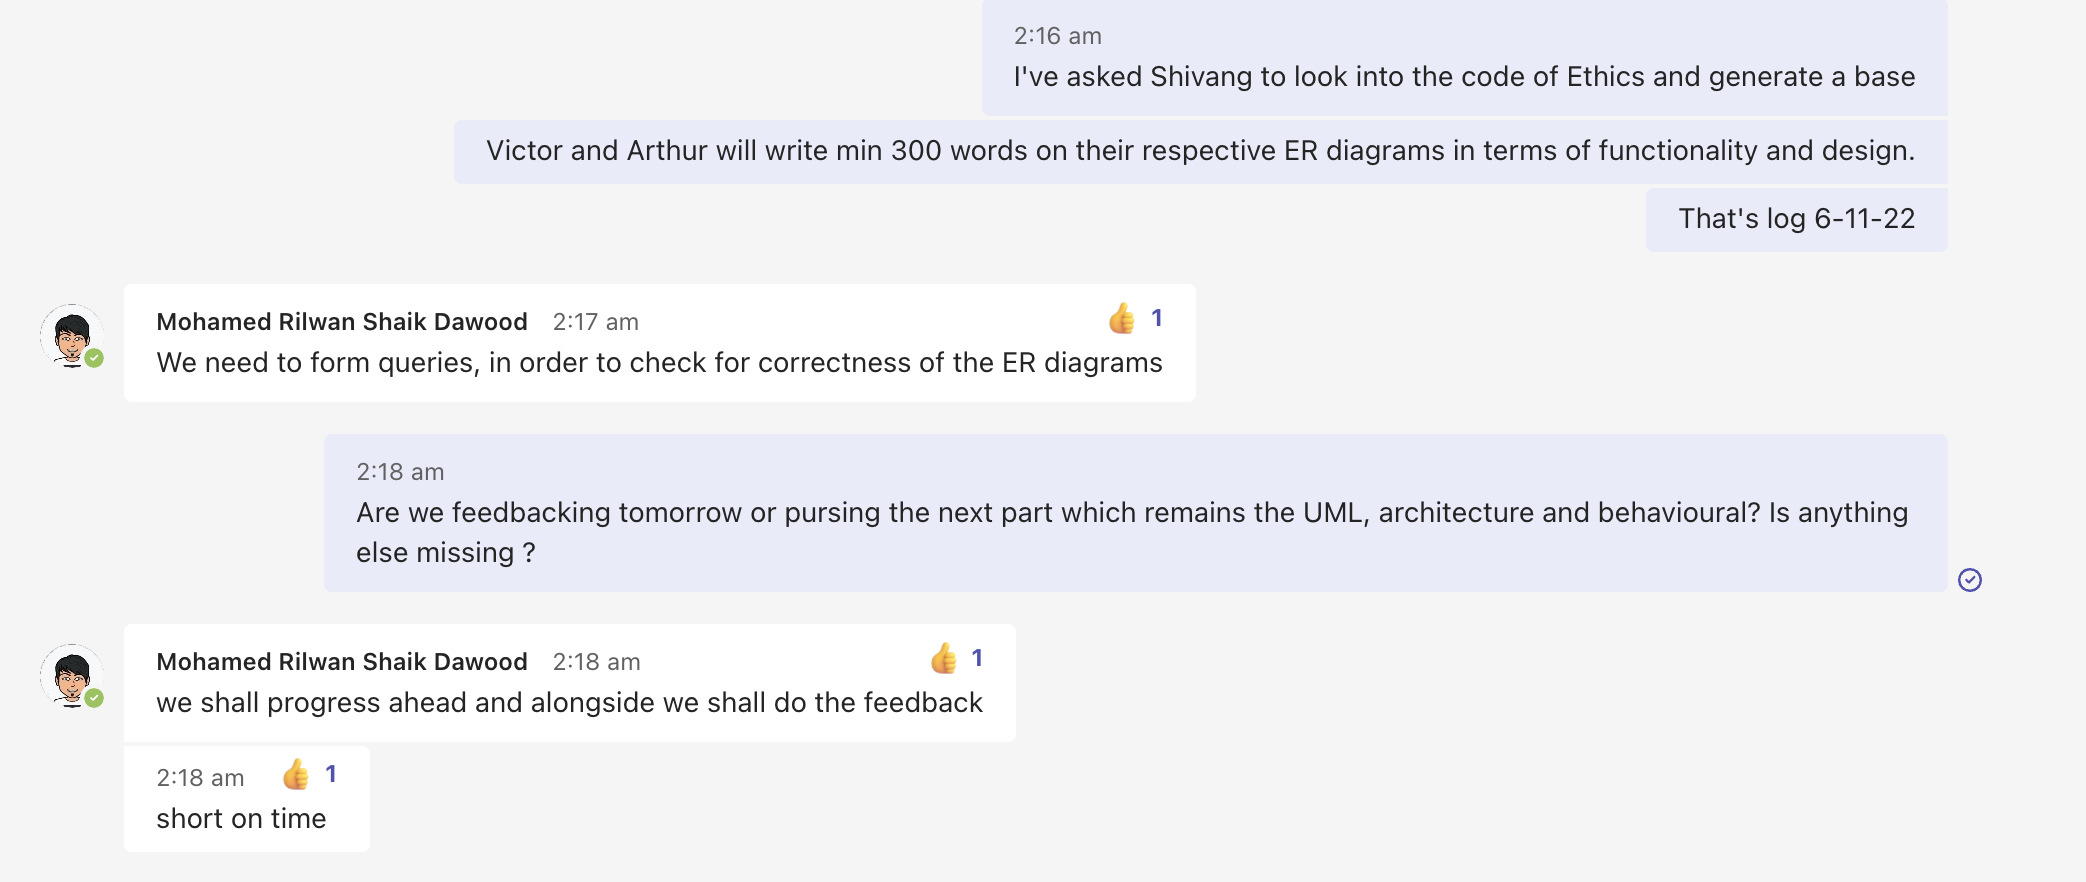 2:16 am
I've asked Shivang to look into the code of Ethics and generate a base
Victor and Arthur will write min 300 words on their respective ER diagrams in terms of functionality and design.
That's log 6-11-22
Mohamed Rilwan Shaik Dawood 2:17 am 👍 1
We need to form queries, in order to check for correctness of the ER diagrams
2:18 am
Are we feedbacking tomorrow or pursing the next part which remains the UML, architecture and behavioural? Is anything
else missing ?
Mohamed Rilwan Shaik Dawood 2:18 am 👍 1
we shall progress ahead and alongside we shall do the feedback
2:18 am 👍 1
short on time